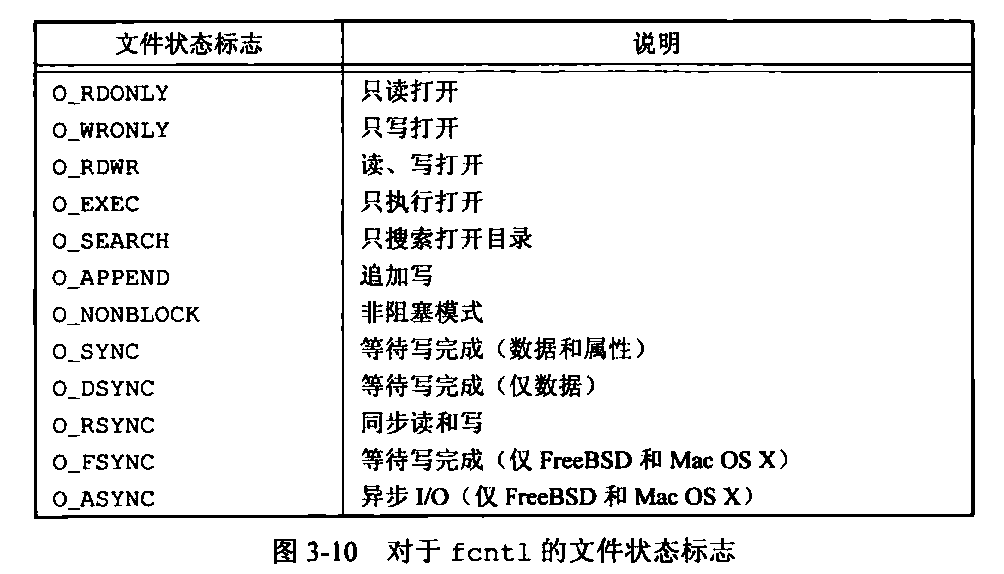 文件状态标志 说明
O_RDONLY 只读打开
O_WRONLY 只写打开
O_RDWR 读、写打开
O_EXEC 只执行打开
O_SEARCH 只搜索打开目录
O_APPEND 追加写
O_NONBLOCK 非阻塞模式
O_SYNC 等待写完成（数据和属性）
O_DSYNC 等待写完成（仅数据）
O_RSYNC 同步读和写
O_FSYNC 等待写完成（仅 FreeBSD 和 Mac OS X）
O_ASYNC 异步 I/O（仅 FreeBSD 和 Mac OS X）
图 3-10 对于 fcntl 的文件状态标志